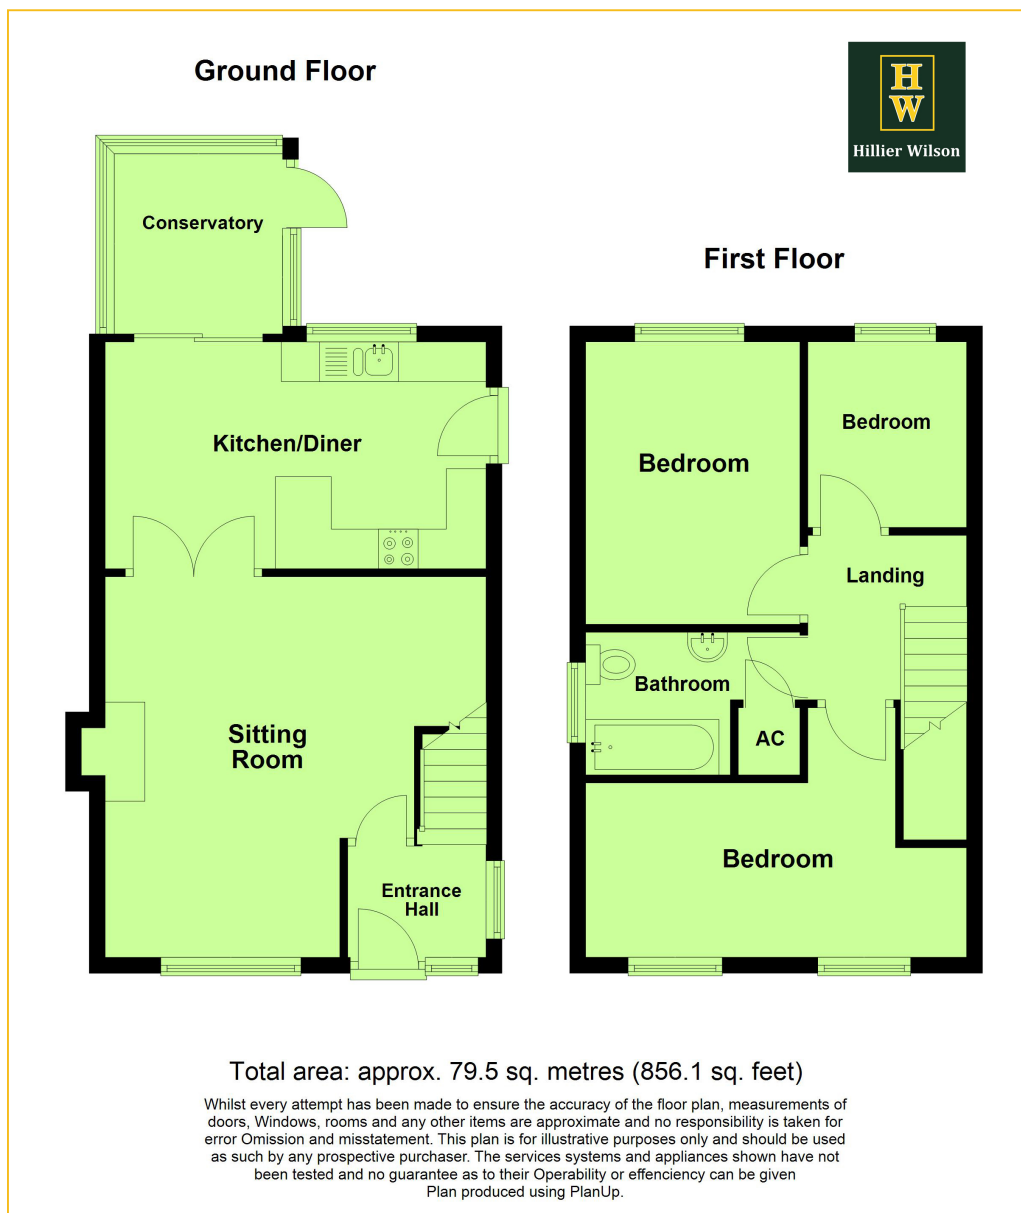 Ground Floor
H
W
Hillier Wilson
Conservatory
First Floor
Kitchen/Diner
Bedroom
Bedroom
Landing
Bathroom
Sitting
Room
AC
Bedroom
Entrance
Hall
Total area: approx. 79.5 sq. metres (856.1 sq. feet)
Whilst every attempt has been made to ensure the accuracy of the floor plan, measurements of
doors, Windows, rooms and any other items are approximate and no responsibility is taken for
error Omission and misstatement. This plan is for illustrative purposes only and should be used
as such by any prospective purchaser. The services systems and appliances shown have not
been tested and no guarantee as to their Operability or effenciency can be given
Plan produced using PlanUp.